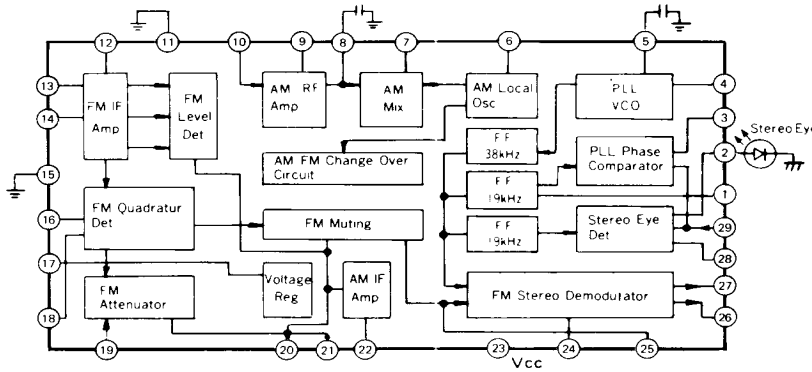 12
11
10
9
8
7
6
5
13
14
15
16
17
18
4
3
2
1
29
28
27
26
FM IF
Amp
FM
Level
Det
AM RF
Amp
AM
Mix
AM Local
Osc
PLL
VCO
Stereo Eye
F F
38kHz
PLL Phase
Comparator
AM FM Change Over
Circuit
F F
19kHz
FM Quadratur
Det
FM Muting
F F
19kHz
Stereo Eye
Det
FM
Attenuator
Voltage
Reg
AM IF
Amp
FM Stereo Demodutator
19
20
21
22
23
24
25
Vcc